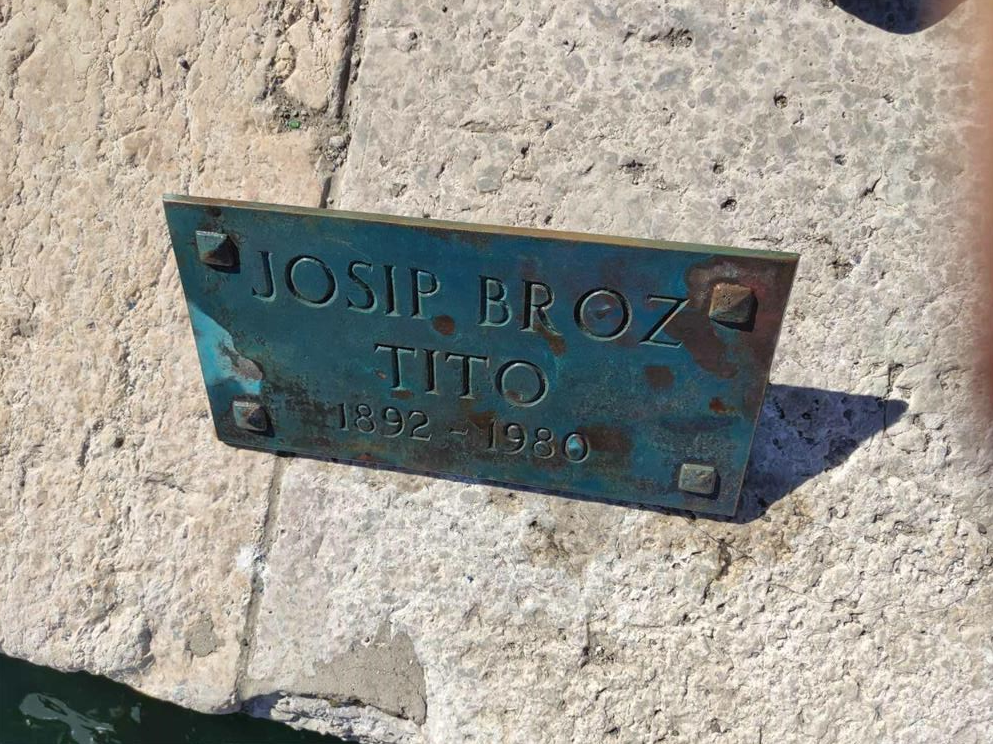 JOSIP BROZ
TITO
1892 - 1980